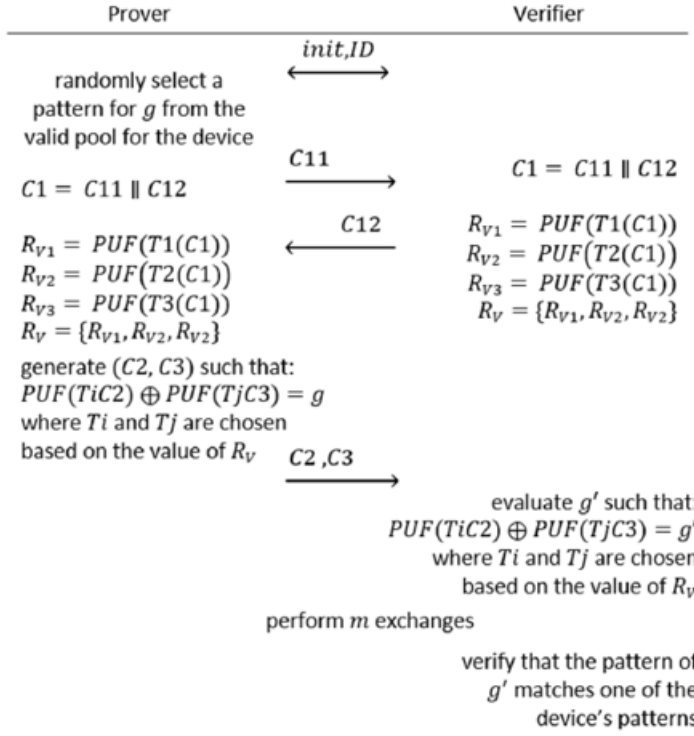 Prover Verifier
init,ID
randomly select a
pattern for g from the
valid pool for the device
C11
C1 = C11 ∥ C12
C1 = C11 ∥ C12
C12
R_{V1} = PUF(T1(C1))
R_{V2} = PUF(T2(C1))
R_{V3} = PUF(T3(C1))
R_V = {R_{V1}, R_{V2}, R_{V2}}
R_{V1} = PUF(T1(C1))
R_{V2} = PUF(T2(C1))
R_{V3} = PUF(T3(C1))
R_V = {R_{V1}, R_{V2}, R_{V2}}
generate (C2, C3) such that:
PUF(TiC2) ⊕ PUF(TjC3) = g
where Ti and Tj are chosen
based on the value of R_V
C2 ,C3
evaluate g' such that:
PUF(TiC2) ⊕ PUF(TjC3) = g'
where Ti and Tj are chosen
based on the value of R_V
perform m exchanges
verify that the pattern of
g' matches one of the
device's patterns